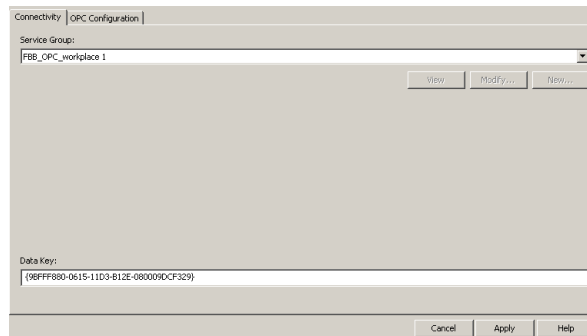 Connectivity OPC Configuration
Service Group:
FBB_OPC_workplace 1
View Modify... New...
Data Key:
{9BFFF880-0615-11D3-B12E-080009DCF329}
Cancel Apply Help